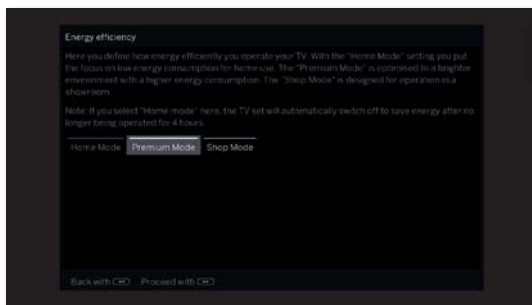 Energy efficiency
Here you define how energy efficiently you operate your TV. With the "Home Mode" setting you put
the focus on low energy consumption for home use. The "Premium Mode" is optimised to a brighter
environment with a higher energy consumption. The "Shop Mode" is designed for operation in a
showroom.
Note: If you select "Home mode" here, the TV set will automatically switch off to save energy after no
longer being operated for 4 hours.
Home Mode Premium Mode Shop Mode
Back with Proceed with